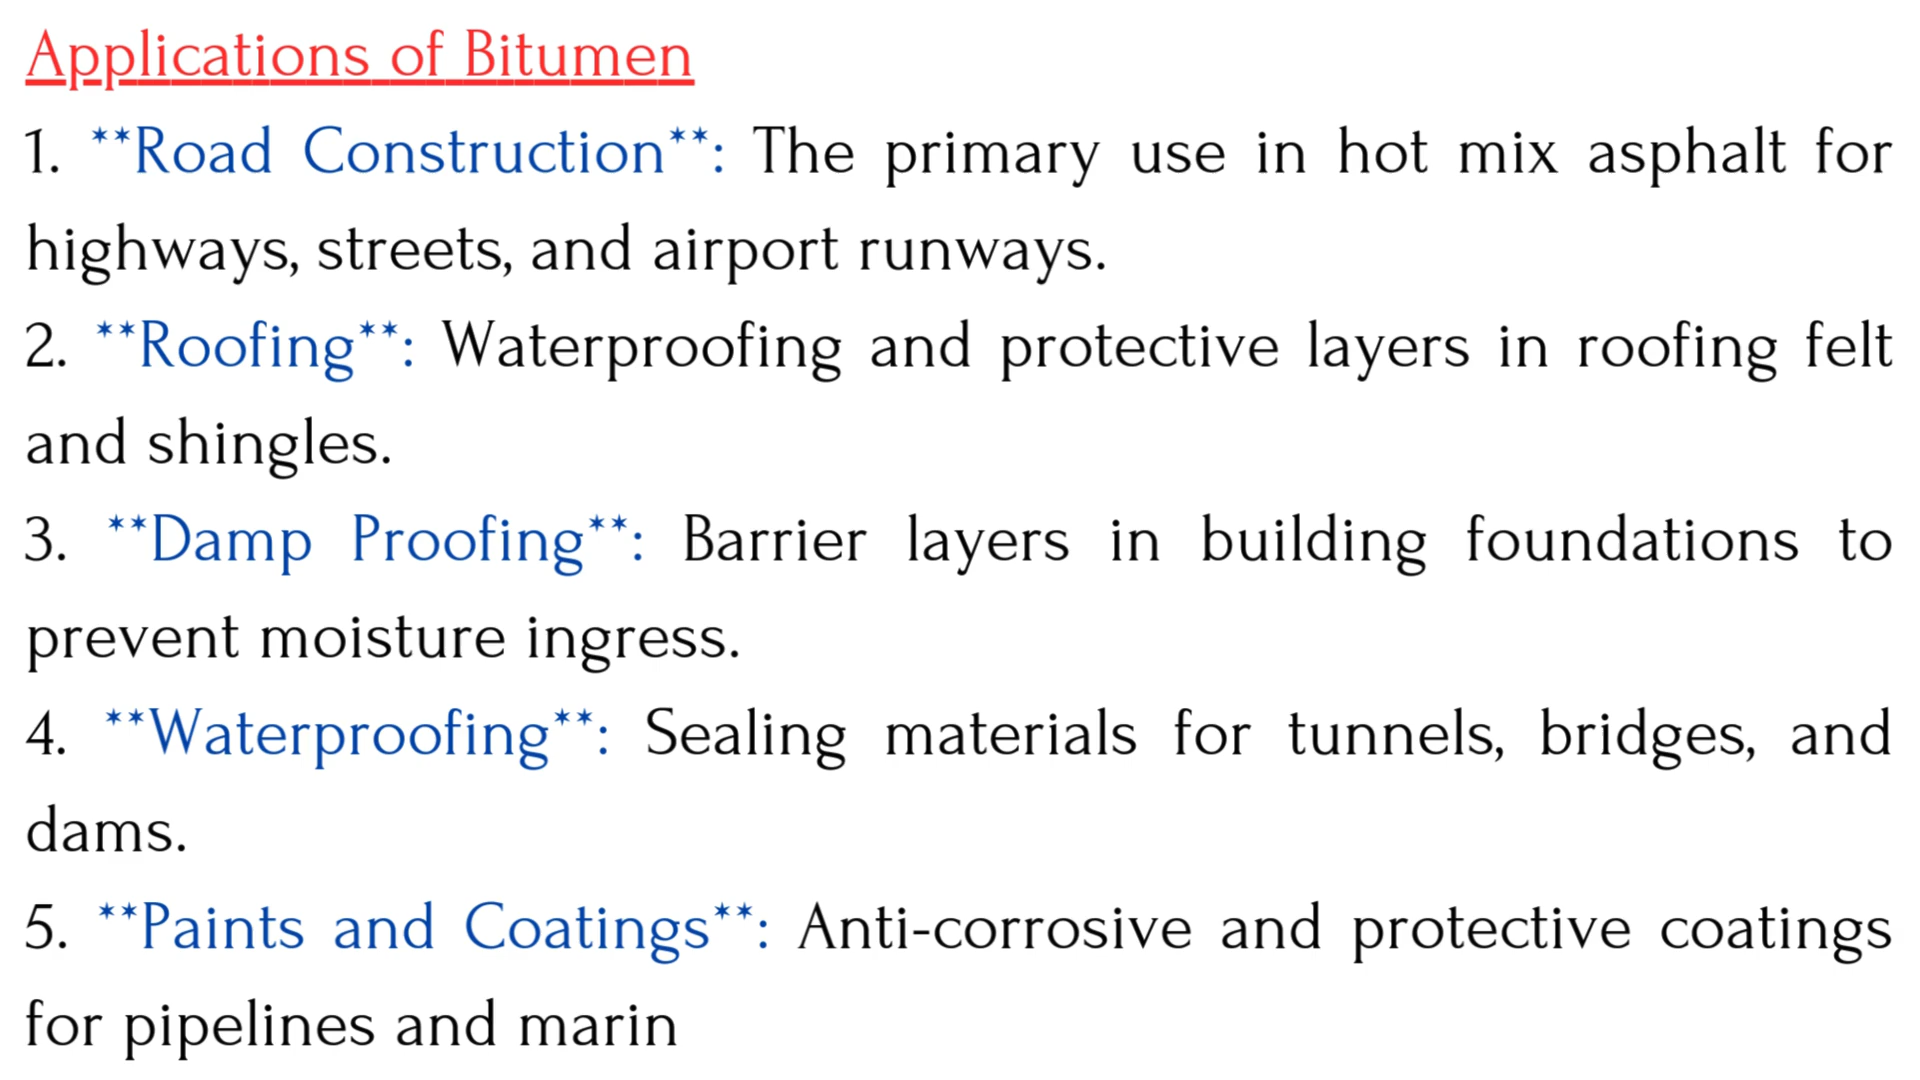 Applications of Bitumen
1. **Road Construction**: The primary use in hot mix asphalt for
highways, streets, and airport runways.
2. **Roofing**: Waterproofing and protective layers in roofing felt
and shingles.
3. **Damp Proofing**: Barrier layers in building foundations to
prevent moisture ingress.
4. **Waterproofing**: Sealing materials for tunnels, bridges, and
dams.
5. **Paints and Coatings**: Anti-corrosive and protective coatings
for pipelines and marin